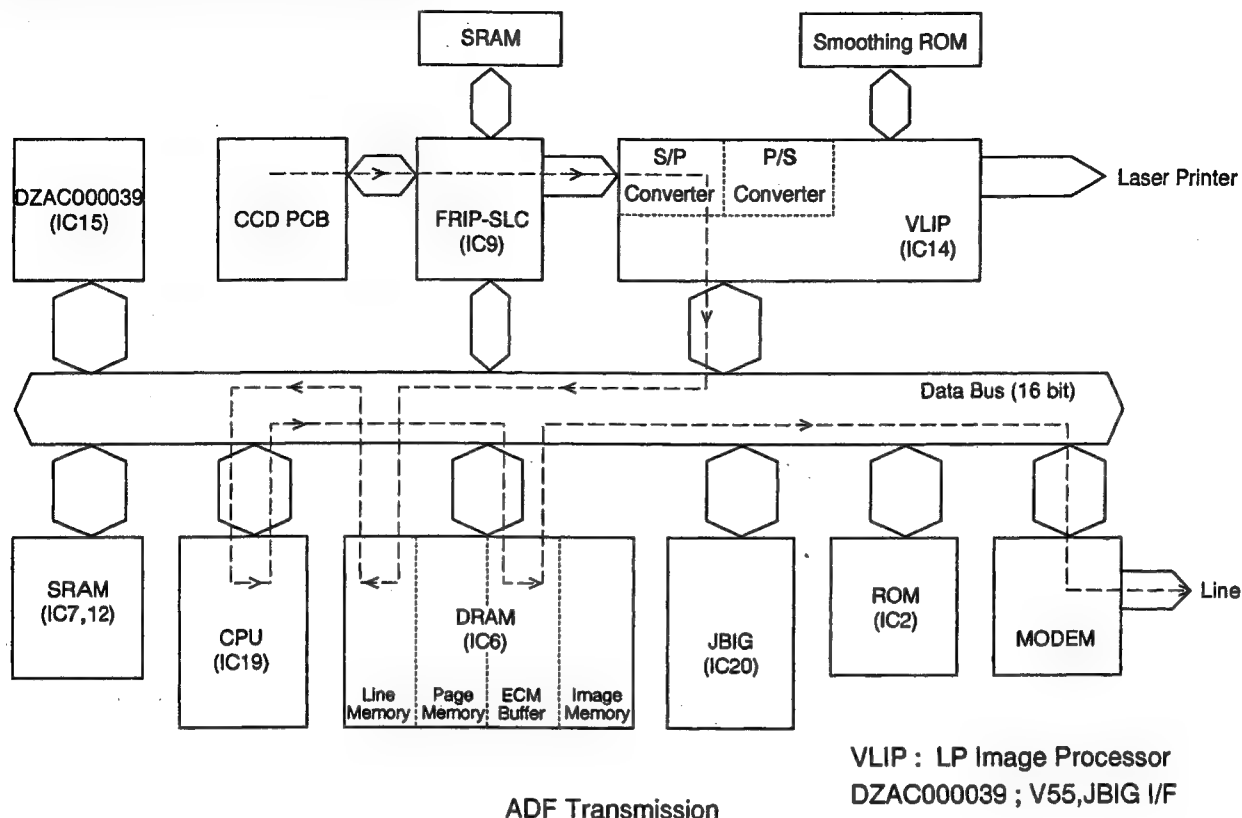 SRAM
Smoothing ROM
DZAC000039
(IC15)
CCD PCB
FRIP-SLC
(IC9)
S/P
Converter
P/S
Converter
VLIP
(IC14)
Laser Printer
Data Bus (16 bit)
SRAM
(IC7,12)
CPU
(IC19)
DRAM
(IC6)
Line
Memory
Page
Memory
ECM
Buffer
Image
Memory
JBIG
(IC20)
ROM
(IC2)
MODEM
Line
VLIP : LP Image Processor
DZAC000039 ; V55,JBIG I/F
ADF Transmission